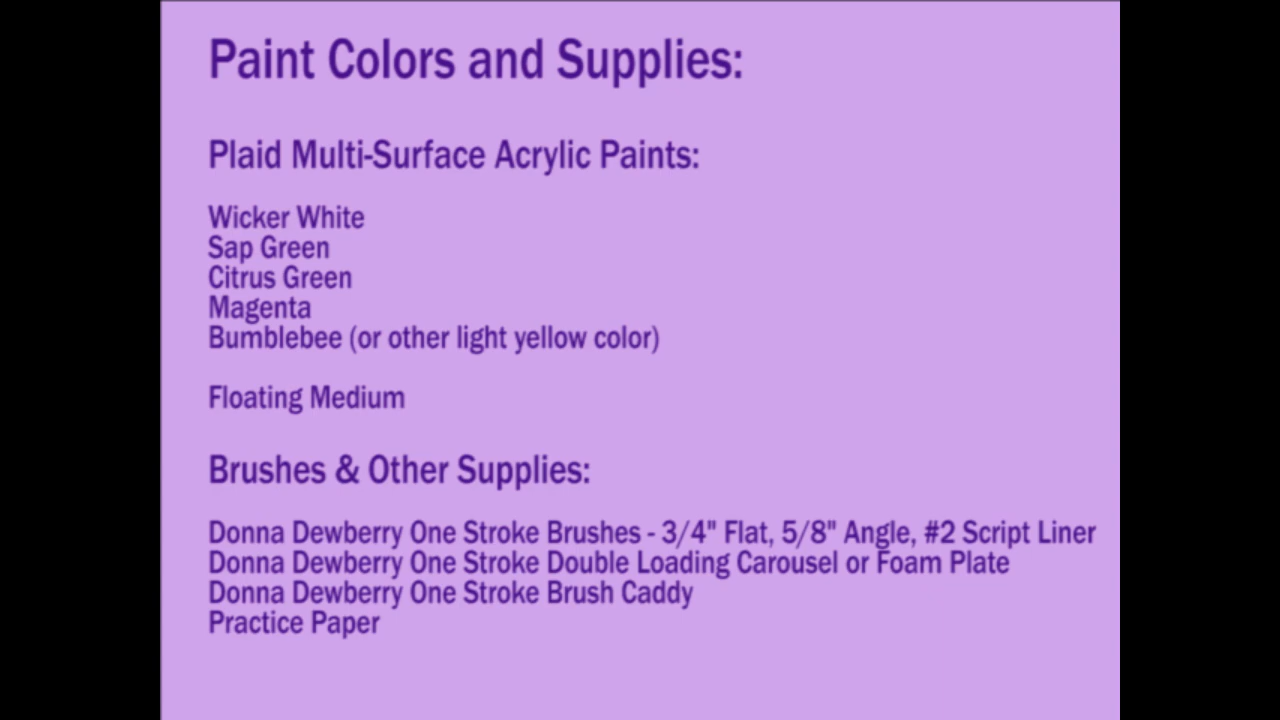 Paint Colors and Supplies:
Plaid Multi-Surface Acrylic Paints:
Wicker White
Sap Green
Citrus Green
Magenta
Bumblebee (or other light yellow color)
Floating Medium
Brushes & Other Supplies:
Donna Dewberry One Stroke Brushes - 3/4" Flat, 5/8" Angle, #2 Script Liner
Donna Dewberry One Stroke Double Loading Carousel or Foam Plate
Donna Dewberry One Stroke Brush Caddy
Practice Paper